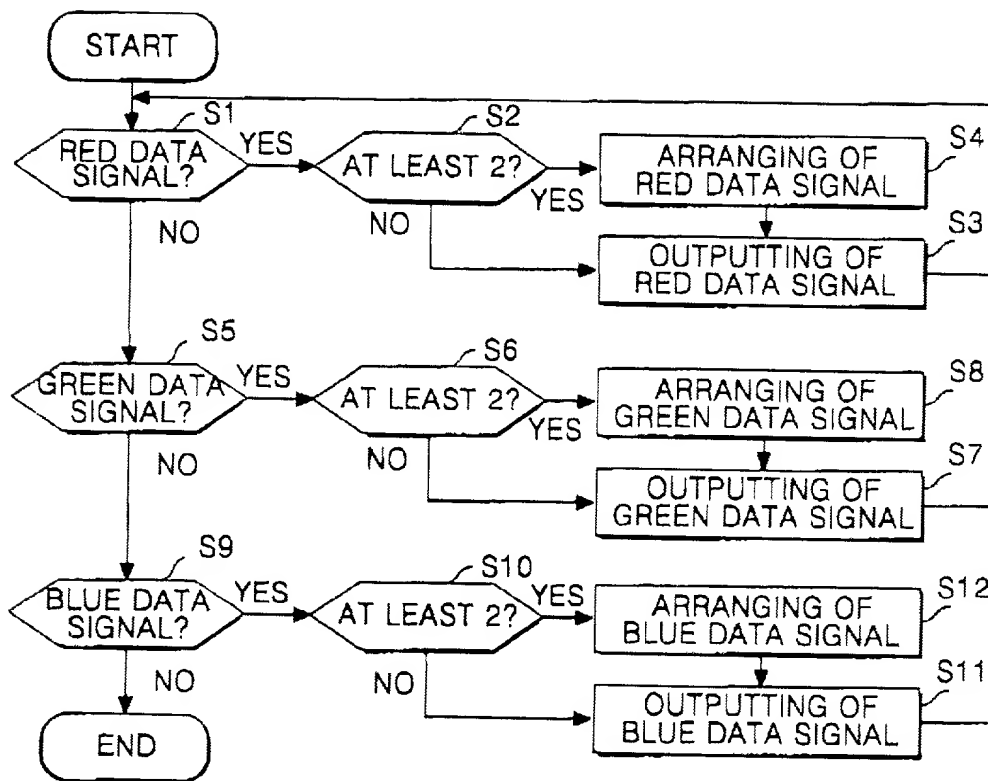 START
S1
RED DATA
SIGNAL?
YES
NO
S2
AT LEAST 2?
YES
NO
S4
ARRANGING OF
RED DATA SIGNAL
S3
OUTPUTTING OF
RED DATA SIGNAL
S5
GREEN DATA
SIGNAL?
YES
NO
S6
AT LEAST 2?
YES
NO
S8
ARRANGING OF
GREEN DATA SIGNAL
S7
OUTPUTTING OF
GREEN DATA SIGNAL
S9
BLUE DATA
SIGNAL?
YES
NO
S10
AT LEAST 2?
YES
NO
S12
ARRANGING OF
BLUE DATA SIGNAL
S11
OUTPUTTING OF
BLUE DATA SIGNAL
END